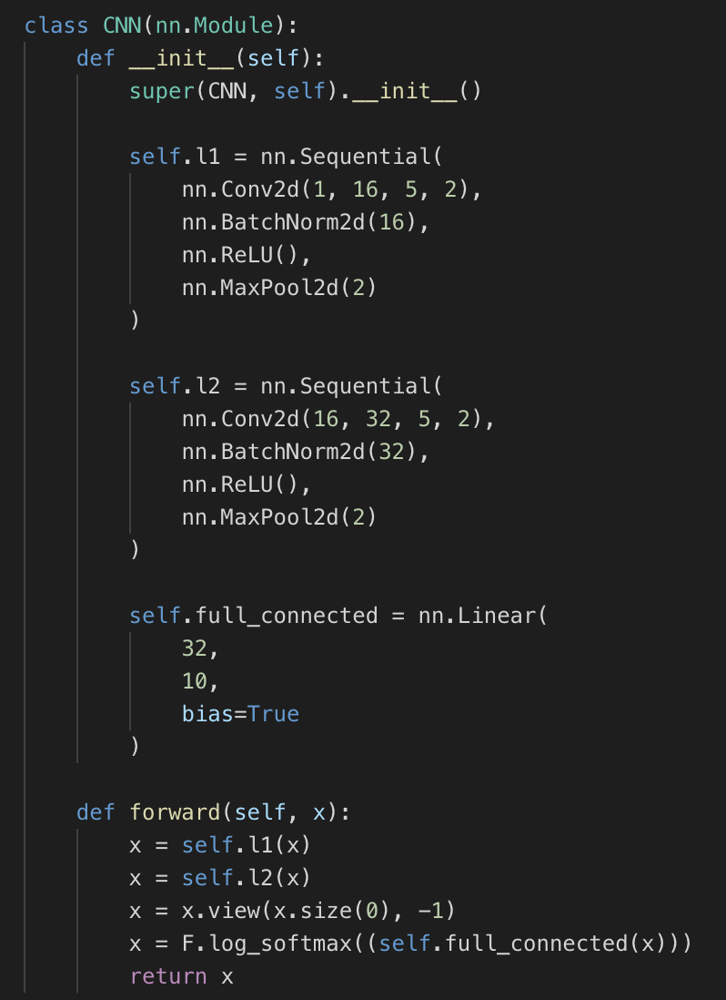 class CNN(nn.Module):
    def __init__(self):
        super(CNN, self).__init__()

        self.l1 = nn.Sequential(
            nn.Conv2d(1, 16, 5, 2),
            nn.BatchNorm2d(16),
            nn.ReLU(),
            nn.MaxPool2d(2)
        )

        self.l2 = nn.Sequential(
            nn.Conv2d(16, 32, 5, 2),
            nn.BatchNorm2d(32),
            nn.ReLU(),
            nn.MaxPool2d(2)
        )

        self.full_connected = nn.Linear(
            32,
            10,
            bias=True
        )

    def forward(self, x):
        x = self.l1(x)
        x = self.l2(x)
        x = x.view(x.size(0), -1)
        x = F.log_softmax((self.full_connected(x)))
        return x